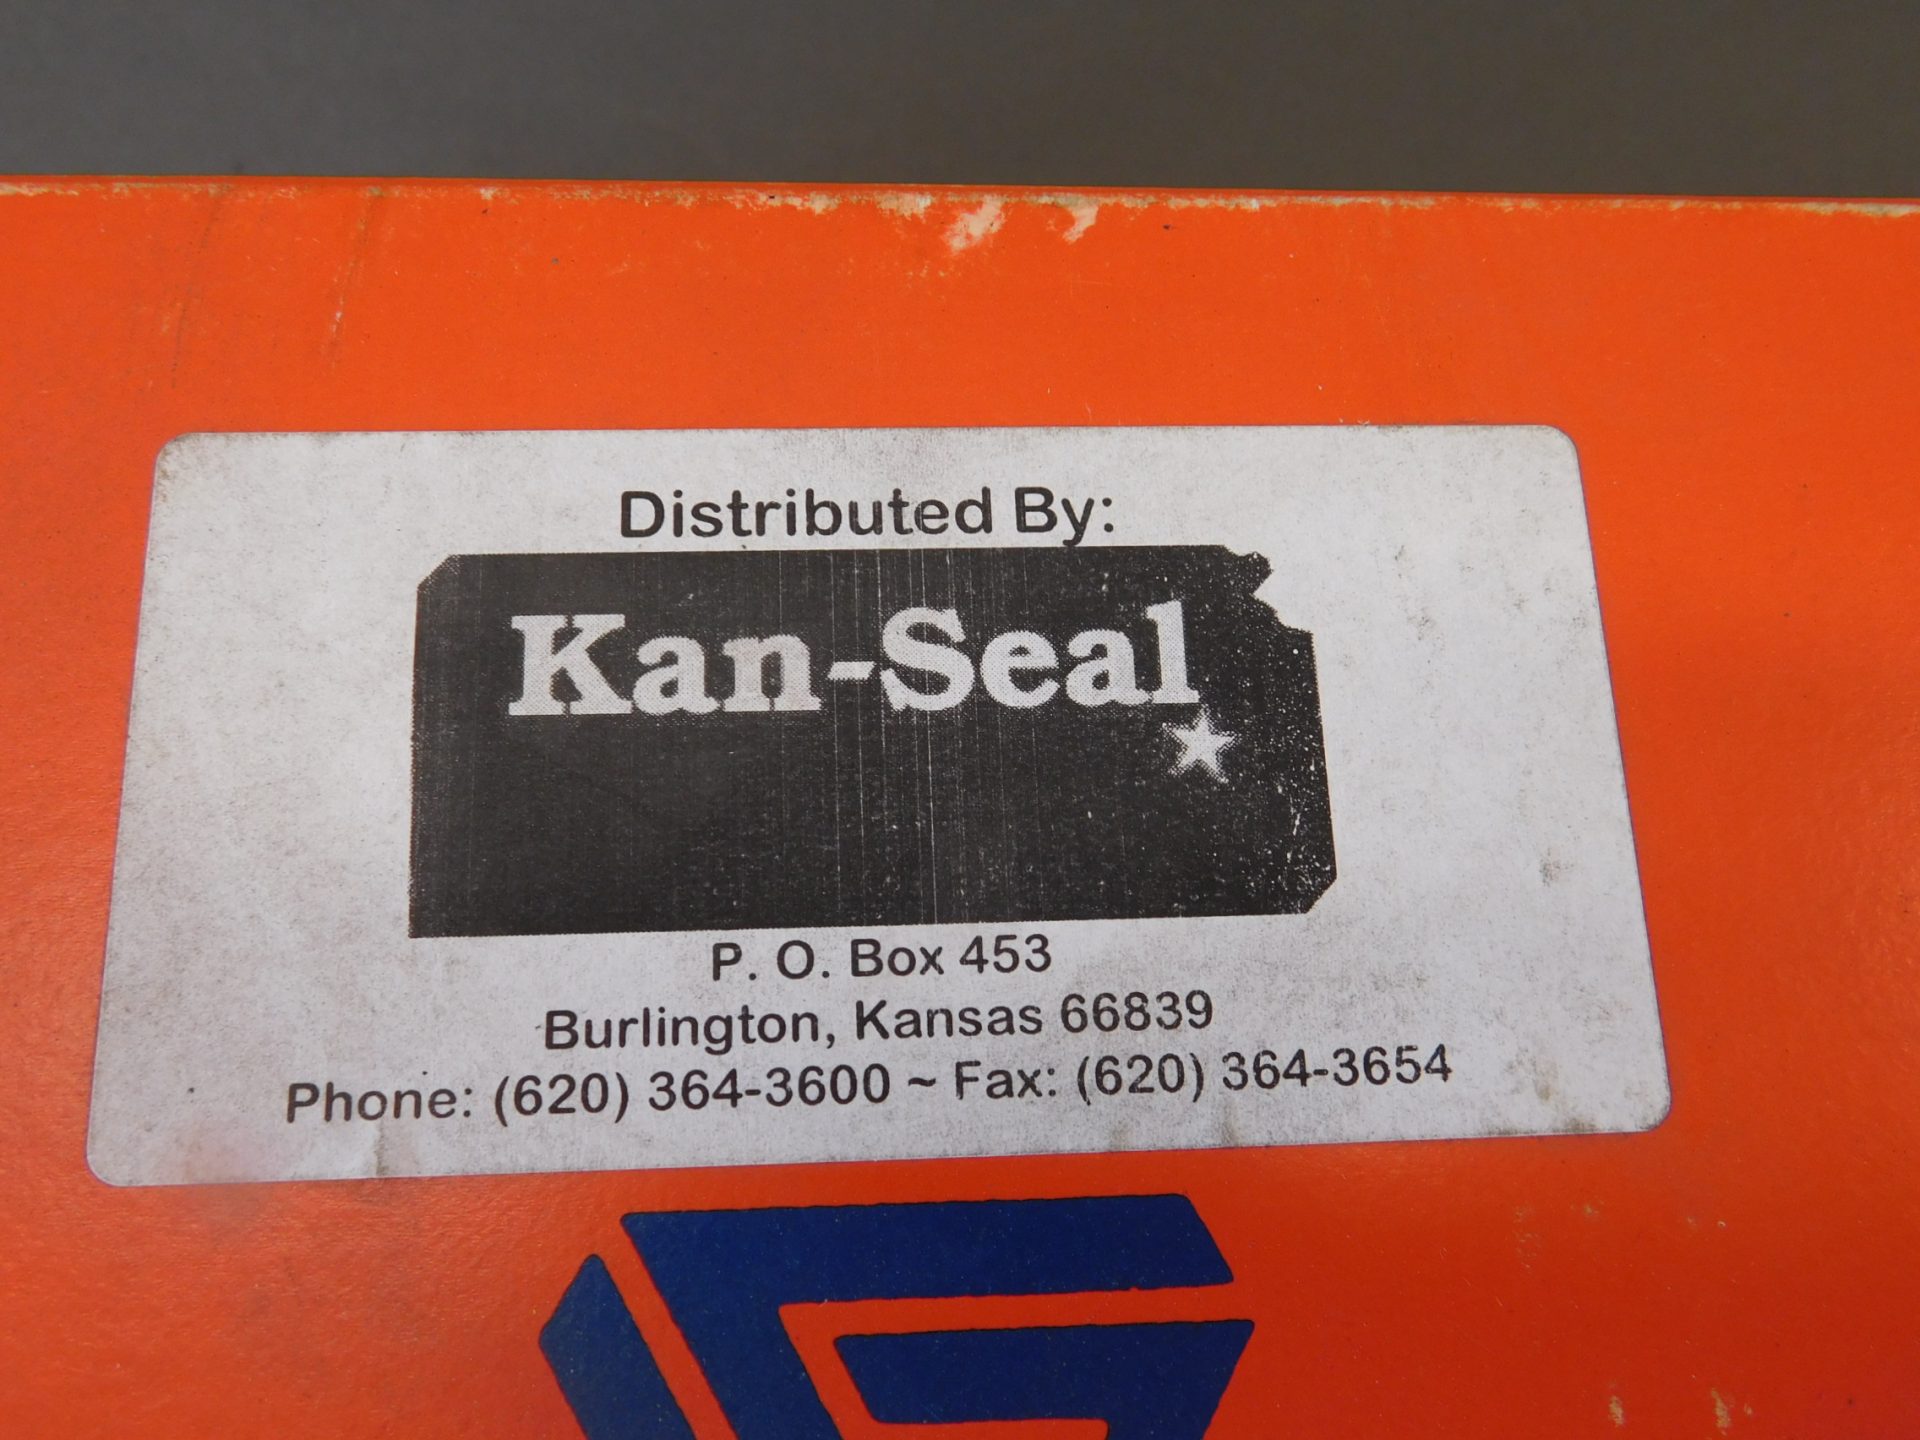 Distributed By:
Kan-Seal
P. O. Box 453
Burlington, Kansas 66839
Phone: (620) 364-3600 ~ Fax: (620) 364-3654